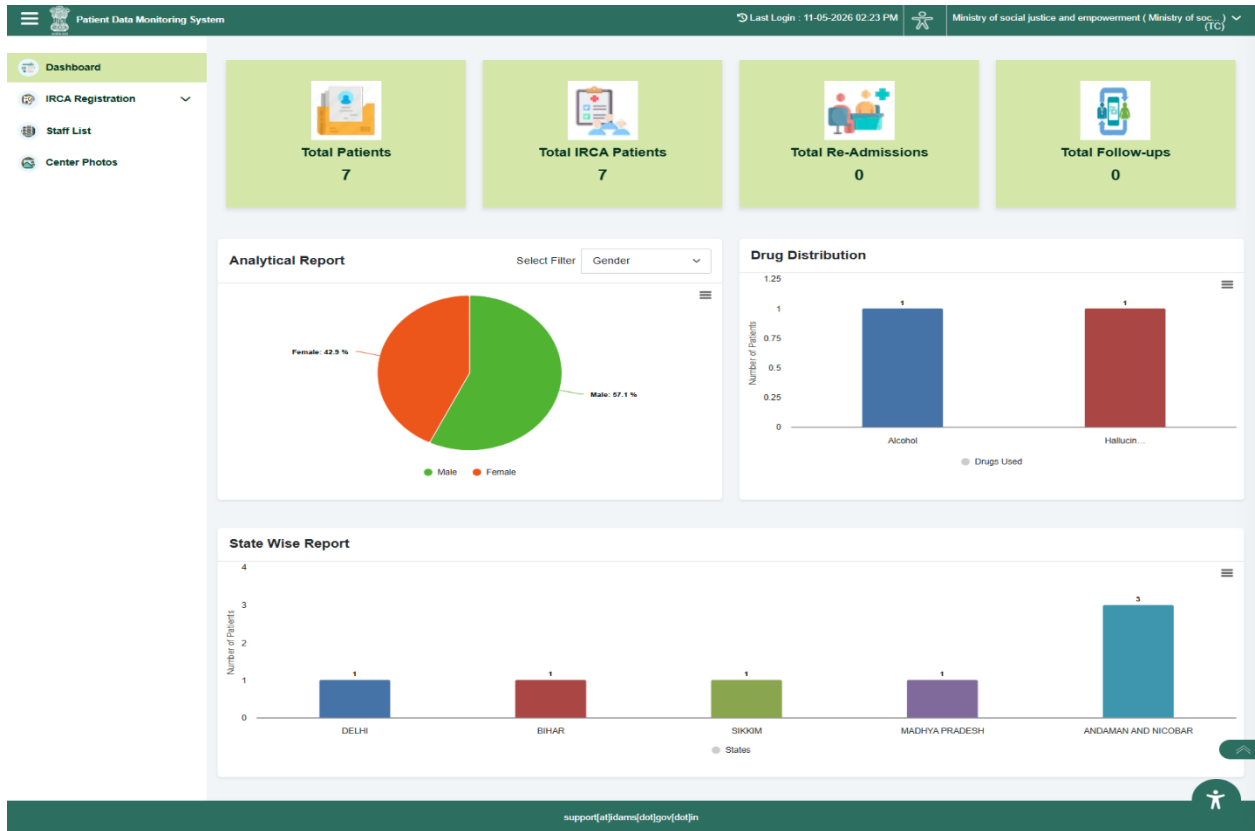 Patient Data Monitoring System
Last Login : 11-05-2026 02:23 PM
Ministry of social justice and empowerment ( Ministry of soc... )
(TC)
Dashboard
IRCA Registration
Staff List
Center Photos
Total Patients
7
Total IRCA Patients
7
Total Re-Admissions
0
Total Follow-ups
0
Analytical Report
Select Filter
Gender
Female: 42.9 %
Male: 57.1 %
Male
Female
Drug Distribution
Number of Patients
1.25
1
0.75
0.5
0.25
0
1
1
Alcohol
Hallucin...
Drugs Used
State Wise Report
Number of Patients
4
3
2
1
0
1
1
1
1
3
DELHI
BIHAR
SIKKIM
MADHYA PRADESH
ANDAMAN AND NICOBAR
States
support[at]idams[dot]gov[dot]in